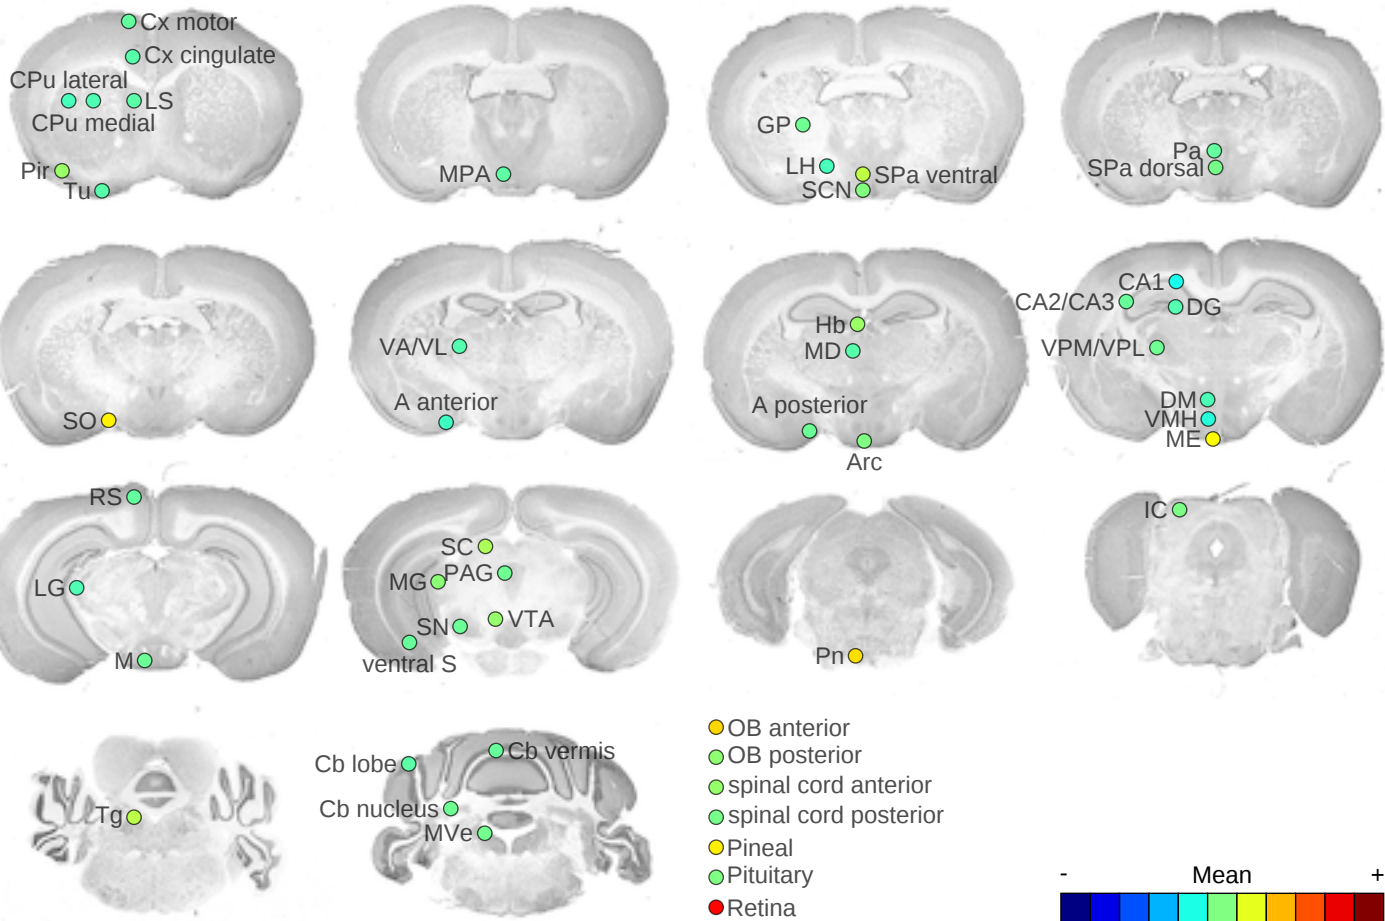 Cx motor
Cx cingulate
CPu lateral
LS
CPu medial
Pir
Tu
MPA
GP
LH
SPa ventral
SCN
Pa
SPa dorsal
SO
VA/VL
A anterior
Hb
MD
A posterior
Arc
CA1
CA2/CA3
DG
VPM/VPL
DM
VMH
ME
RS
LG
M
SC
MG
PAG
SN
VTA
ventral S
Pn
IC
Tg
Cb lobe
Cb vermis
Cb nucleus
MVe
OB anterior
OB posterior
spinal cord anterior
spinal cord posterior
Pineal
Pituitary
Retina
- Mean +